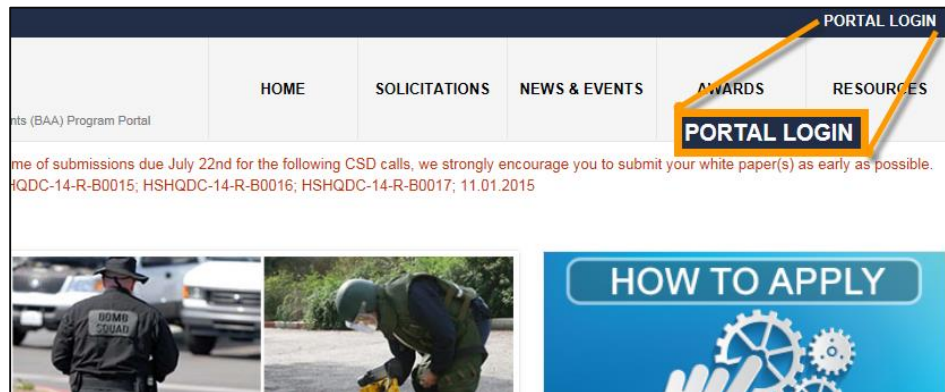 PORTAL LOGIN
HOME SOLICITATIONS NEWS & EVENTS AWARDS RESOURCES
nts (BAA) Program Portal
PORTAL LOGIN
me of submissions due July 22nd for the following CSD calls, we strongly encourage you to submit your white paper(s) as early as possible.
HQDC-14-R-B0015; HSHQDC-14-R-B0016; HSHQDC-14-R-B0017; 11.01.2015
HOW TO APPLY
BOMB
SQUAD